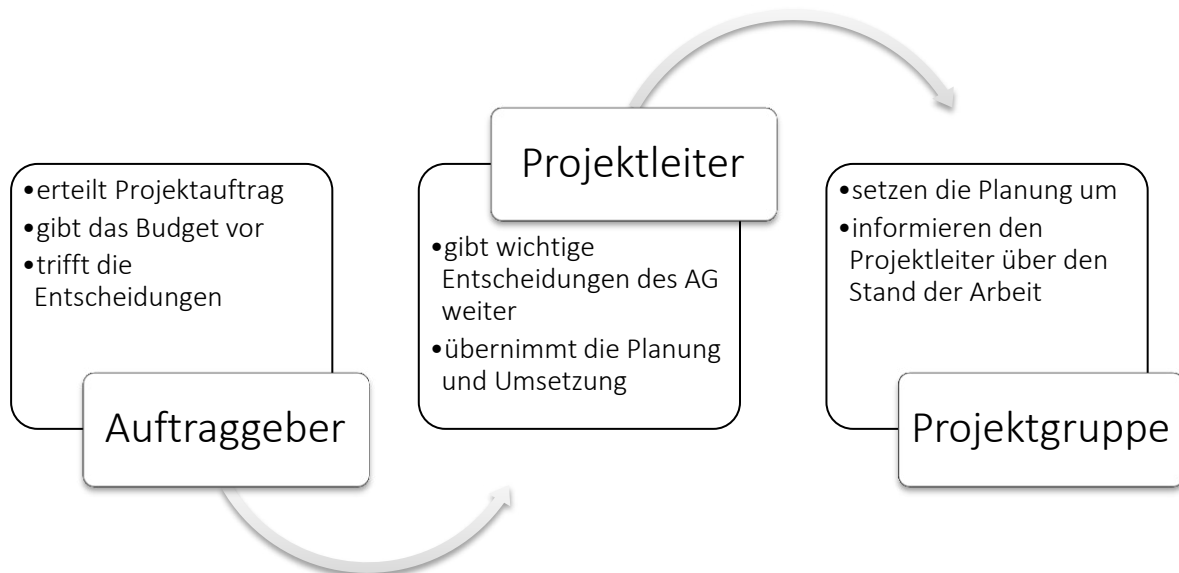 •erteilt Projektauftrag
•gibt das Budget vor
•trifft die
Entscheidungen
Auftraggeber
Projektleiter
•gibt wichtige
Entscheidungen des AG
weiter
•übernimmt die Planung
und Umsetzung
•setzen die Planung um
•informieren den
Projektleiter über den
Stand der Arbeit
Projektgruppe